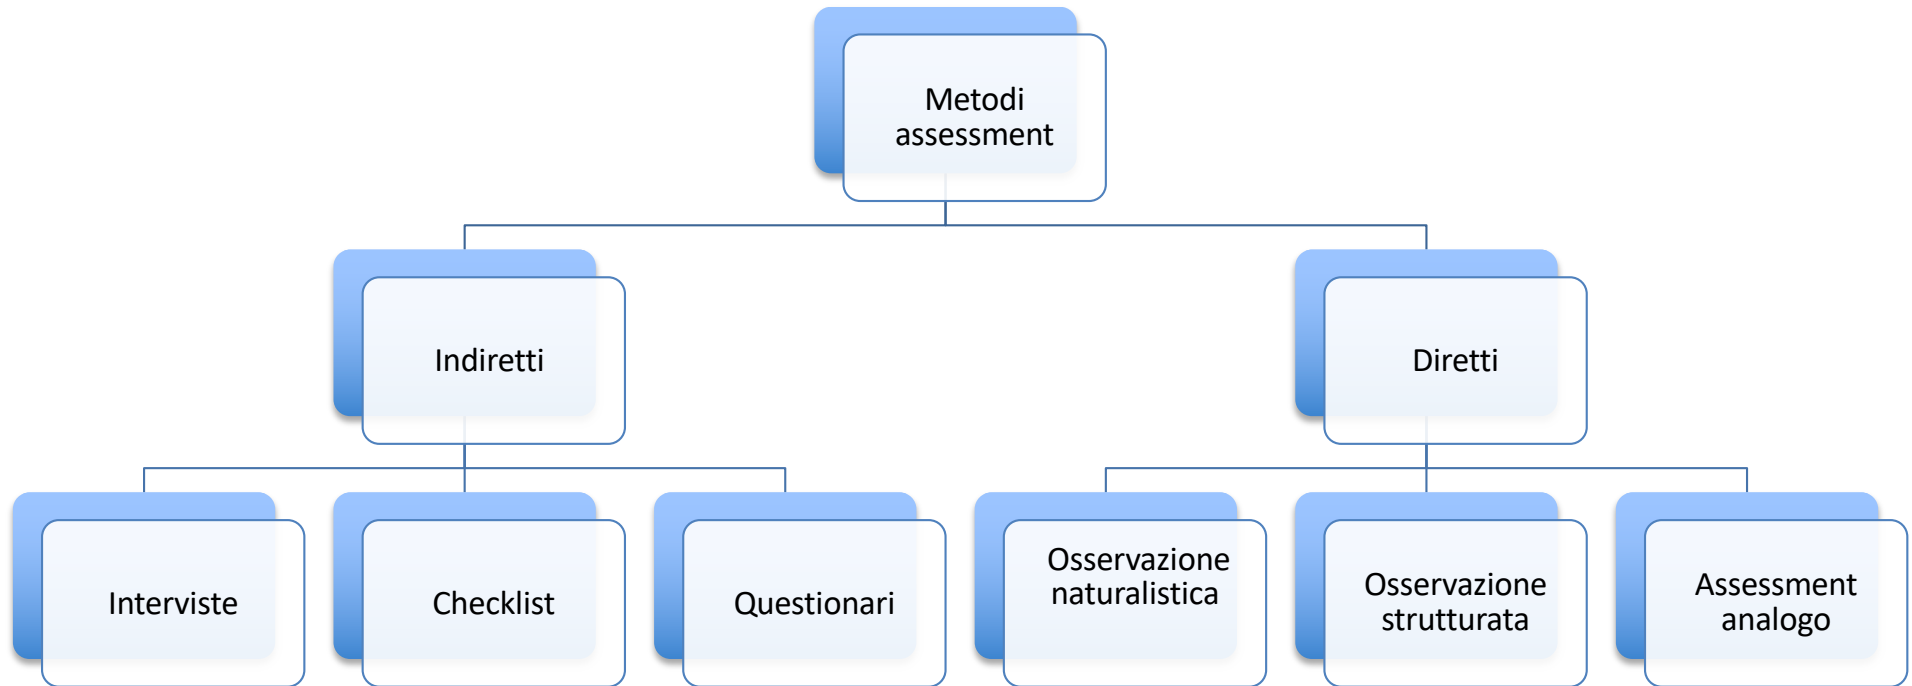 Metodi
assessment
Indiretti
Diretti
Interviste
Checklist
Questionari
Osservazione
naturalistica
Osservazione
strutturata
Assessment
analogo